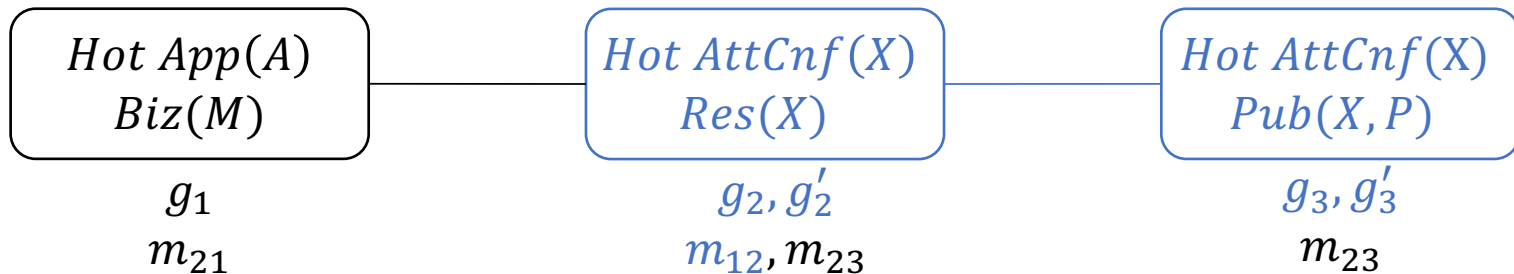 Hot App(A)
Biz(M)
g₁
m₂₁
Hot AttCnf(X)
Res(X)
g₂, g₂′
m₁₂, m₂₃
Hot AttCnf(X)
Pub(X, P)
g₃, g₃′
m₂₃